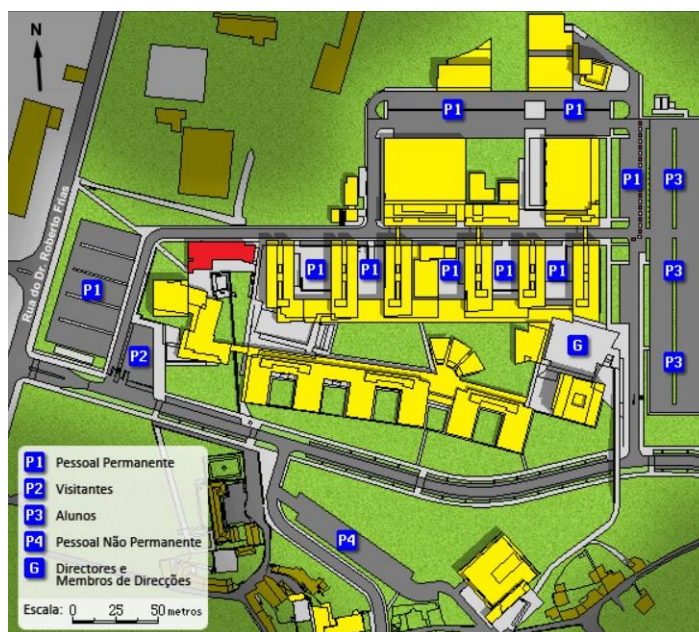 N
P1 P1
P1 P3
Rua do Dr. Roberto Frias
P1 P1 P1 P1 P1
P1
P3
P2
G
P3
P1 Pessoal Permanente
P2 Visitantes
P3 Alunos
P4 Pessoal Não Permanente
G Directores e
Membros de Direcções
P4
Escala: 0 25 50 metros